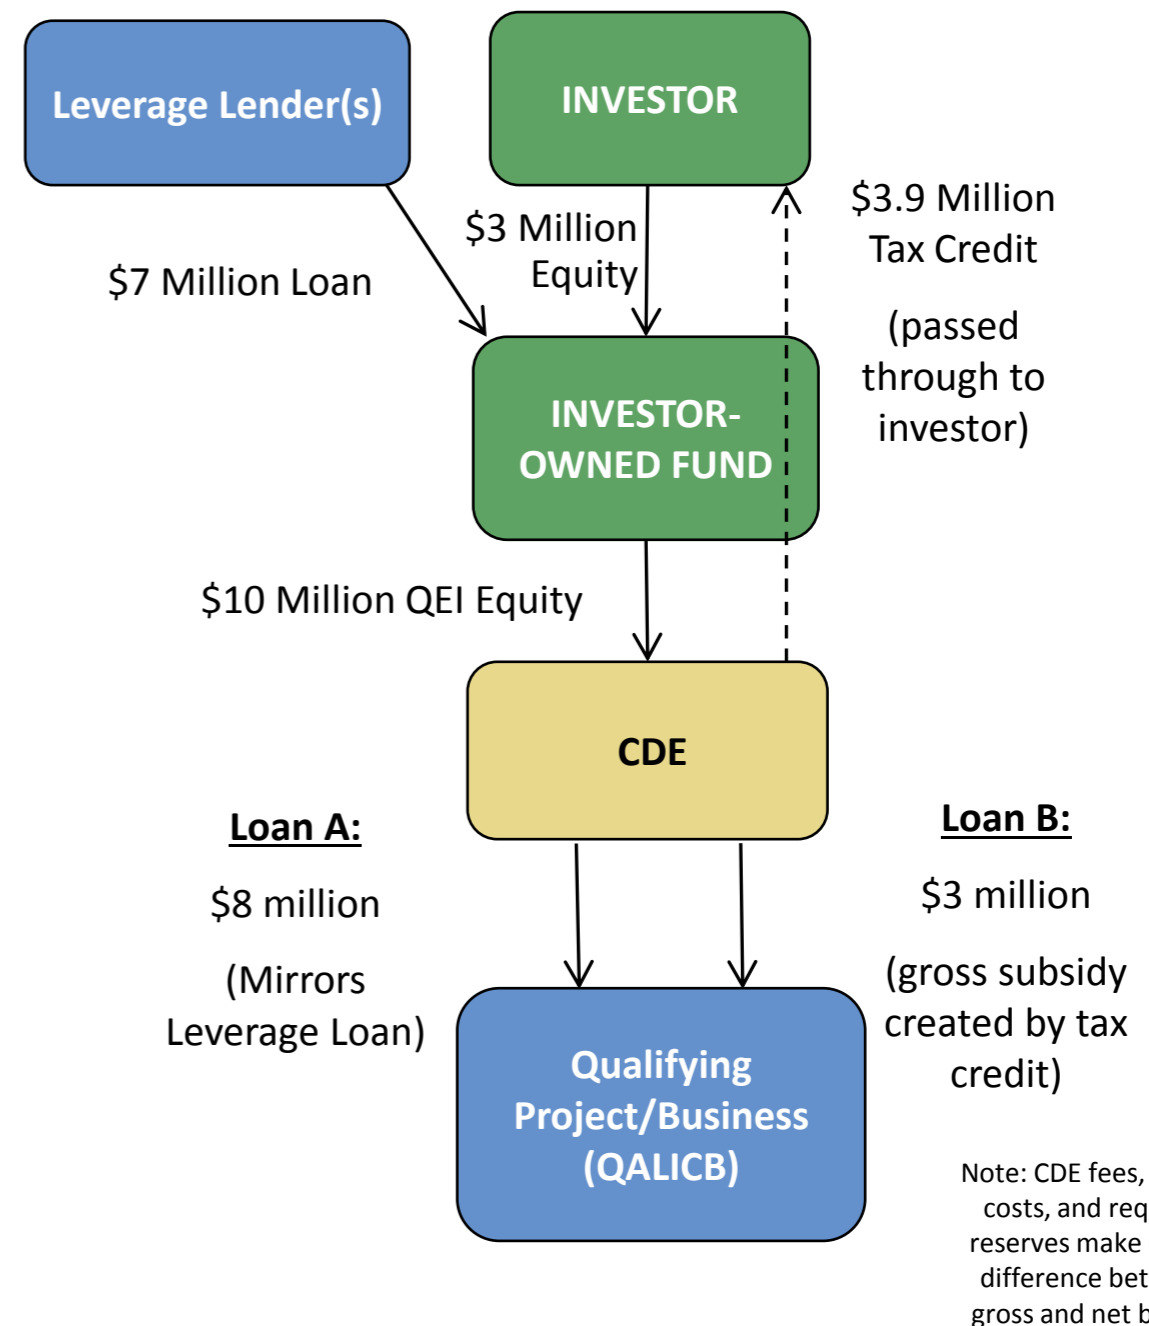 Leverage Lender(s)
INVESTOR
$3.9 Million
Tax Credit
(passed
through to
investor)
$3 Million
Equity
$7 Million Loan
INVESTOR-
OWNED FUND
$10 Million QEI Equity
CDE
Loan A:
$8 million
(Mirrors
Leverage Loan)
Loan B:
$3 million
(gross subsidy
created by tax
credit)
Qualifying
Project/Business
(QALICB)
Note: CDE fees,
costs, and req
reserves make
difference bet
gross and net b